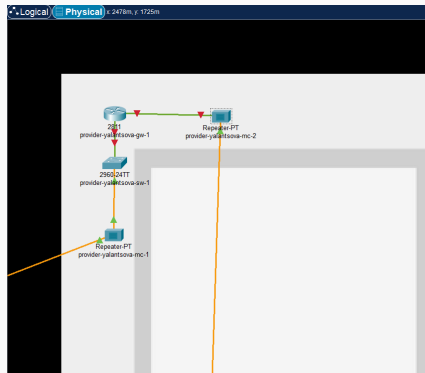 Logical Physical x: 2478m, y: 1725m
2811
provider-yalantsova-gw-1
Repeater-PT
provider-yalantsova-mc-2
2960-24TT
provider-yalantsova-sw-1
Repeater-PT
provider-yalantsova-mc-1